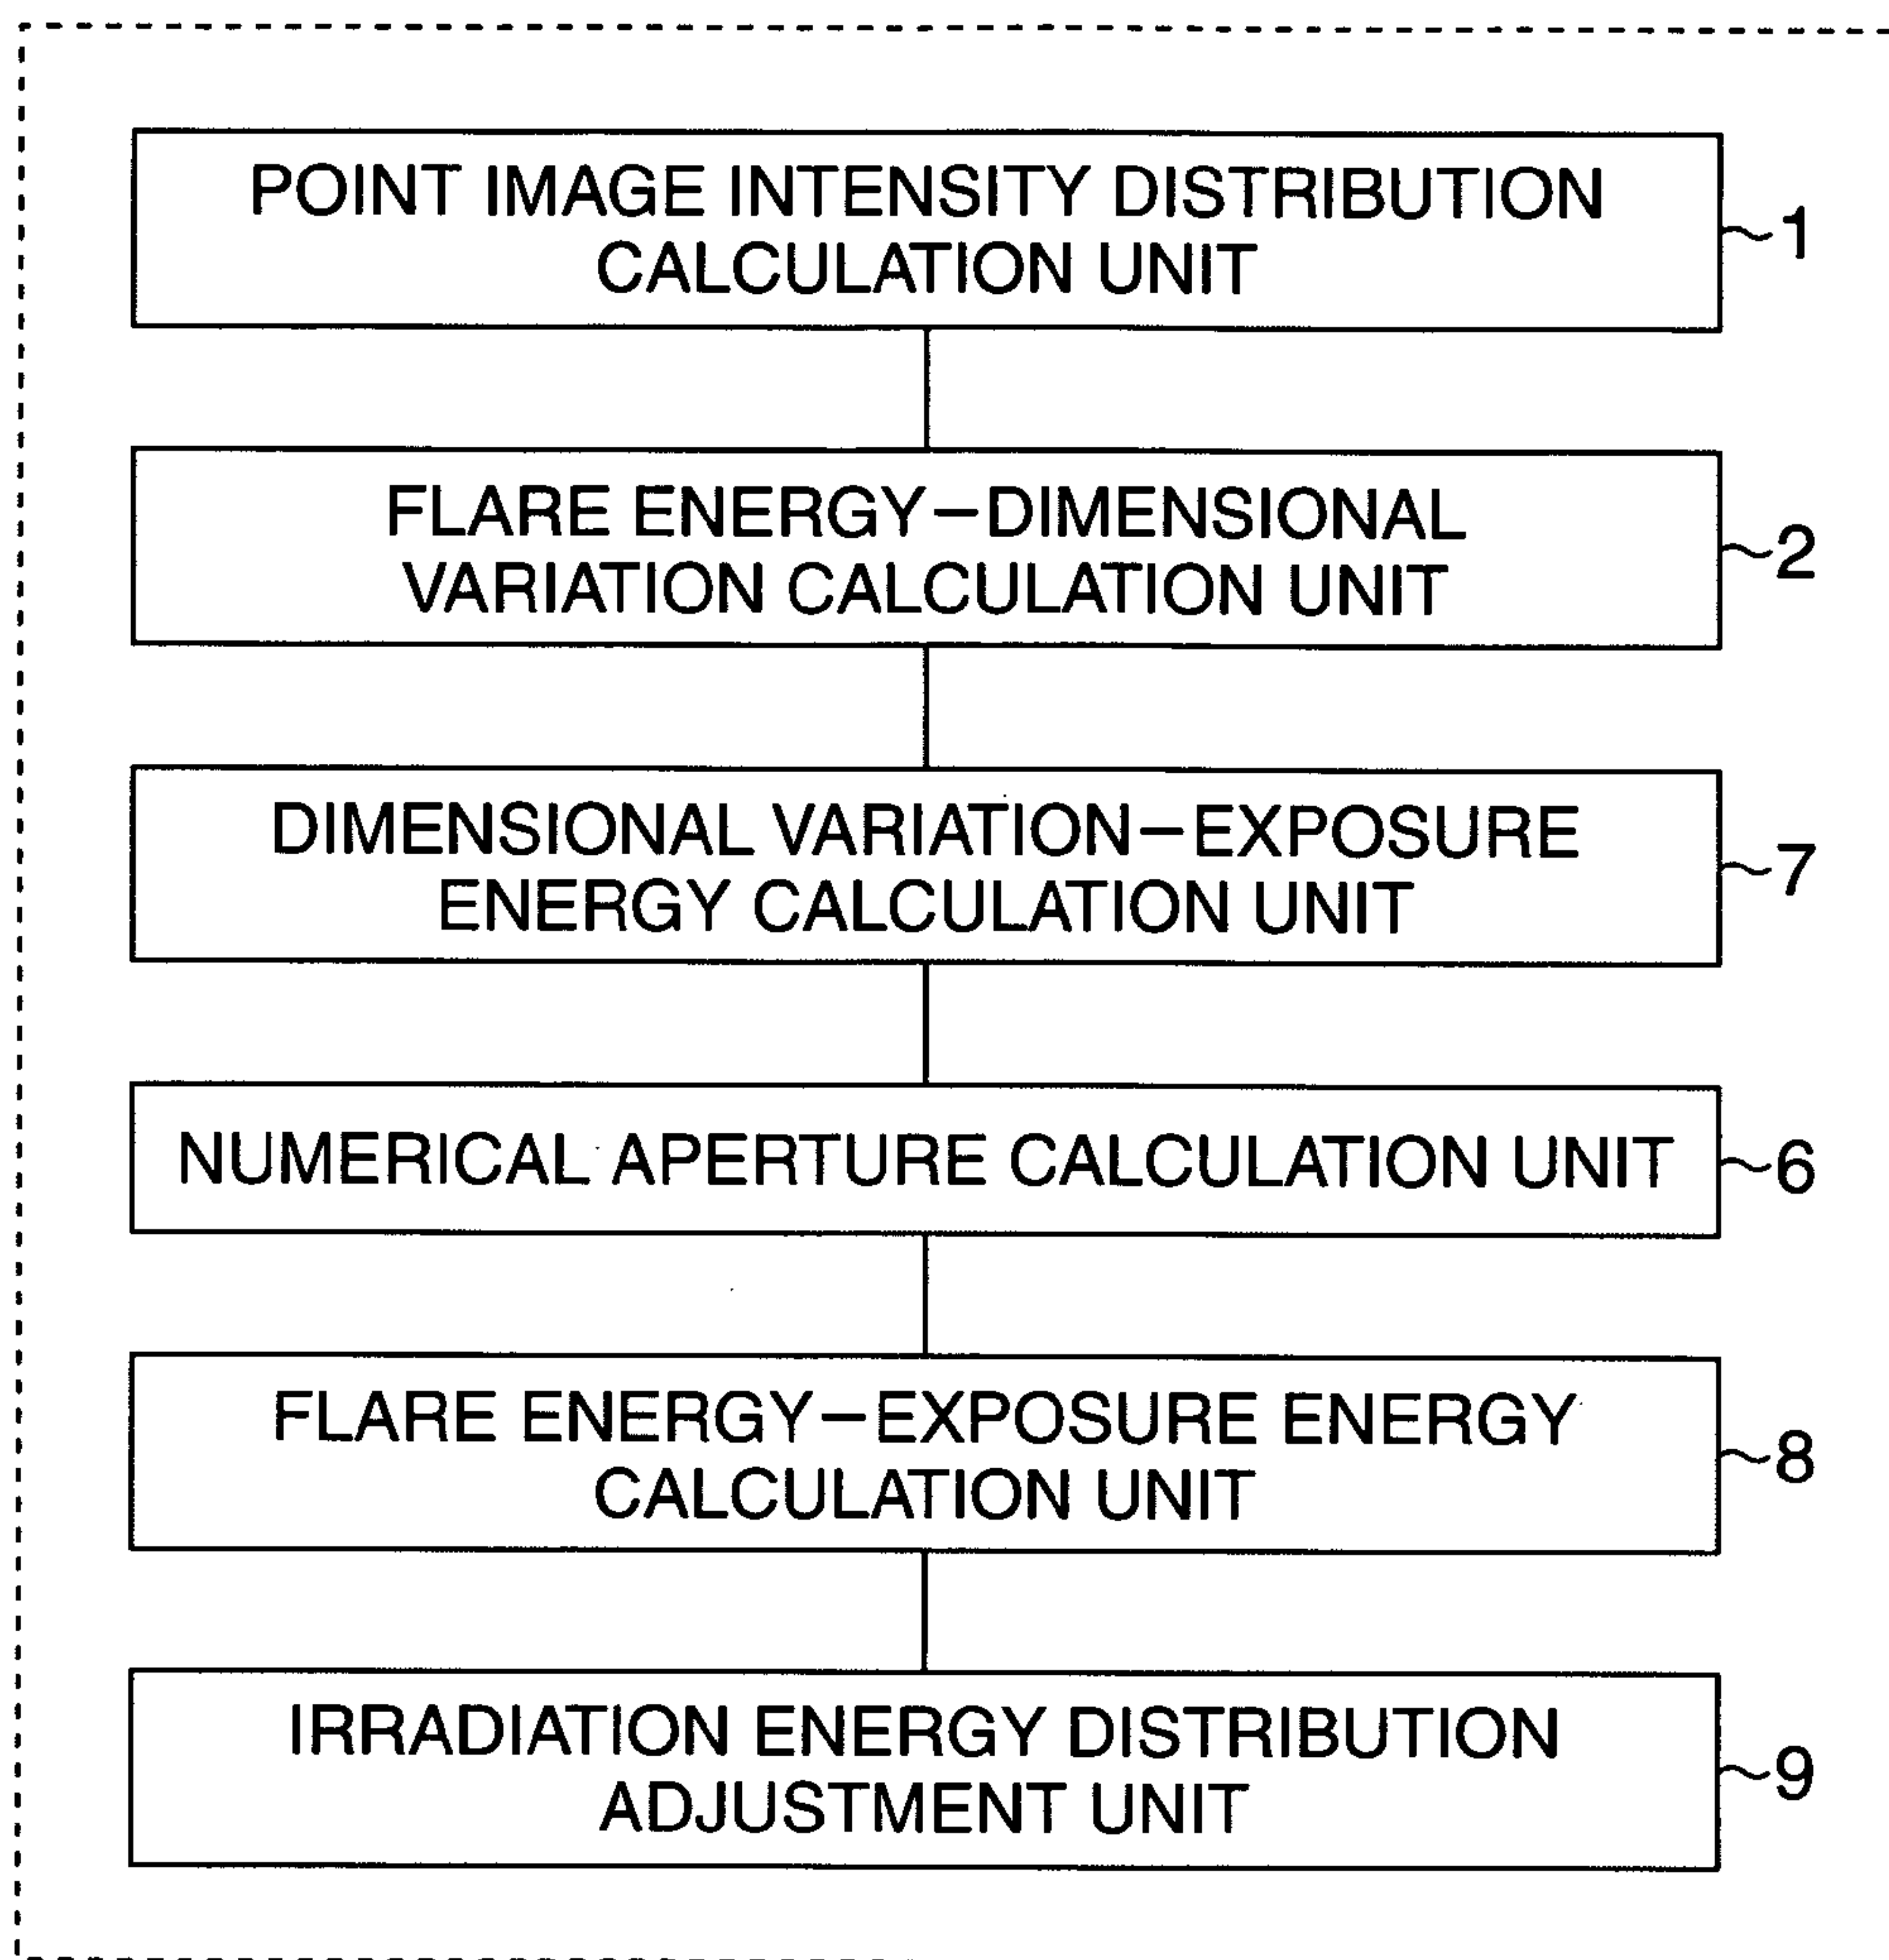 POINT IMAGE INTENSITY DISTRIBUTION
CALCULATION UNIT
1
FLARE ENERGY–DIMENSIONAL
VARIATION CALCULATION UNIT
2
DIMENSIONAL VARIATION–EXPOSURE
ENERGY CALCULATION UNIT
7
NUMERICAL APERTURE CALCULATION UNIT
6
FLARE ENERGY–EXPOSURE ENERGY
CALCULATION UNIT
8
IRRADIATION ENERGY DISTRIBUTION
ADJUSTMENT UNIT
9